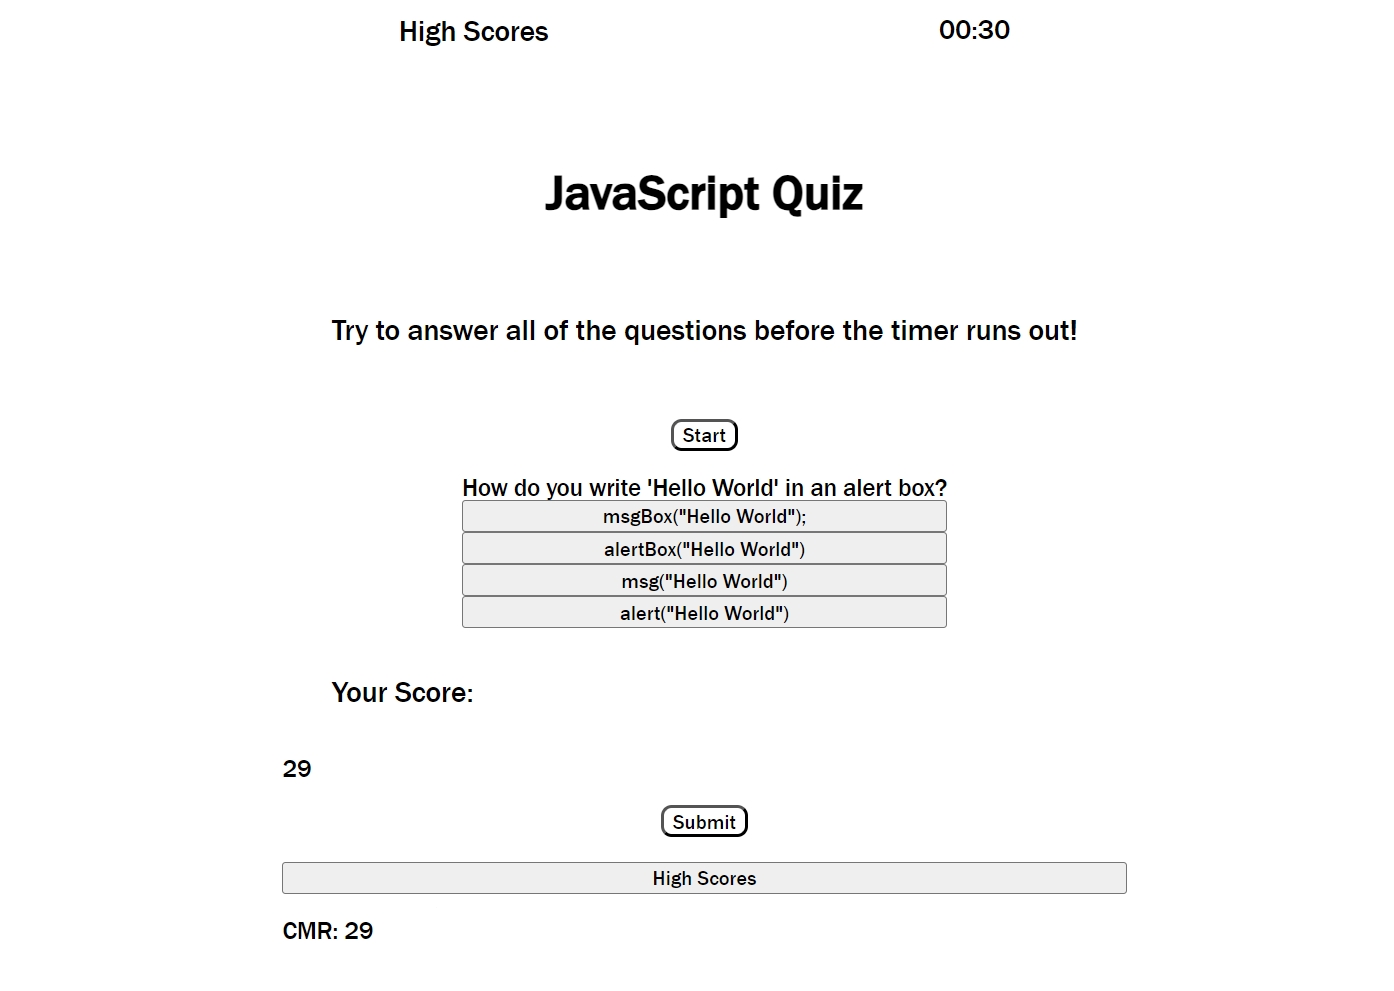 High Scores 00:30
JavaScript Quiz
Try to answer all of the questions before the timer runs out!
Start
How do you write 'Hello World' in an alert box?
msgBox("Hello World");
alertBox("Hello World")
msg("Hello World")
alert("Hello World")
Your Score:
29
Submit
High Scores
CMR: 29